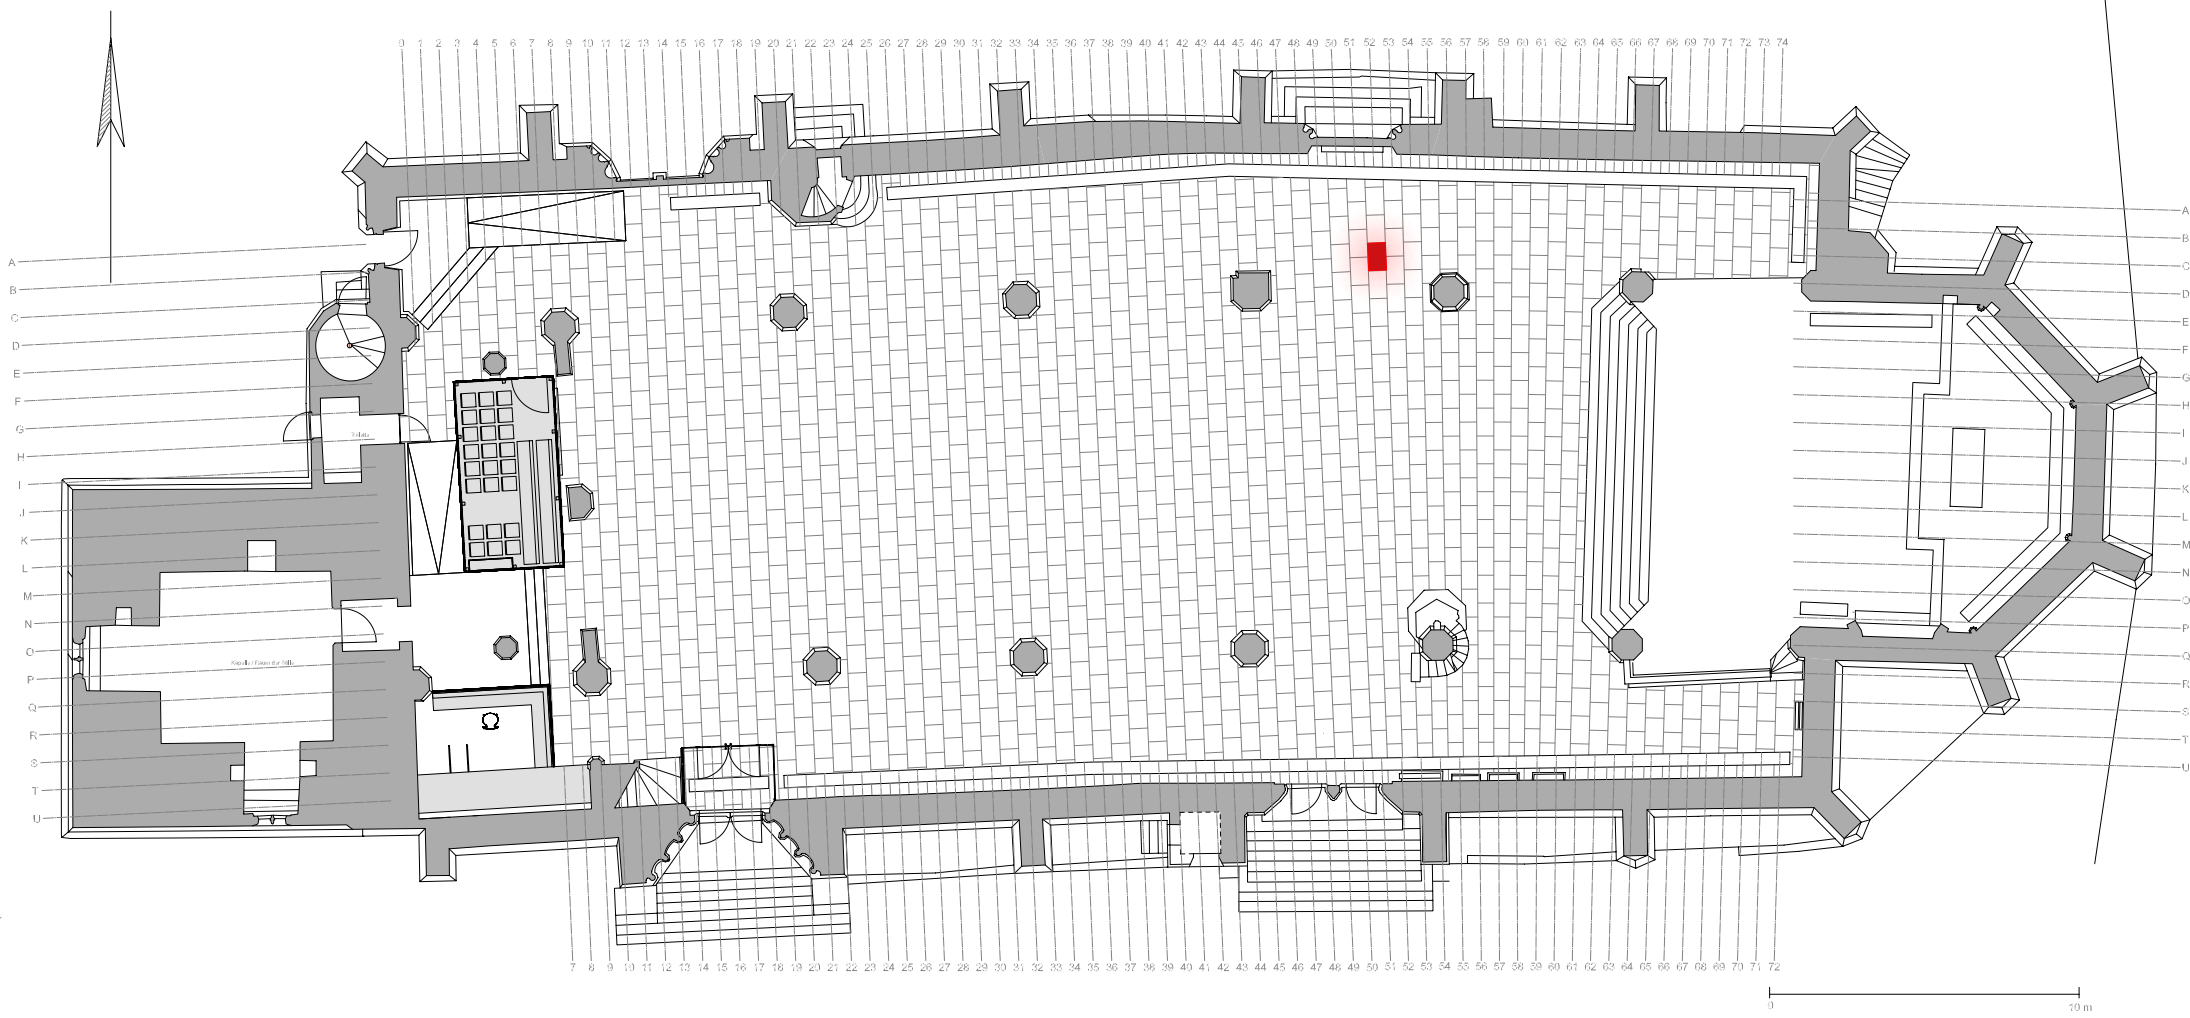 0 1 2 3 4 5 6 7 8 9 10 11 12 13 14 15 16 17 18 19 20 21 22 23 24 25 26 27 28 29 30 31 32 33 34 35 36 37 38 39 40 41 42 43 44 45 46 47 48 49 50 51 52 53 54 55 56 57 58 59 60 61 62 63 64 65 66 67 68 69 70 71 72 73 74
A
B
C
D
E
F
G
H
I
J
K
L
M
N
O
P
Q
R
S
T
U
A
B
C
D
E
F
G
H
I
J
K
L
M
N
O
P
Q
R
S
T
U
7 8 9 10 11 12 13 14 15 16 17 18 19 20 21 22 23 24 25 26 27 28 29 30 31 32 33 34 35 36 37 38 39 40 41 42 43 44 45 46 47 48 49 50 51 52 53 54 55 56 57 58 59 60 61 62 63 64 65 66 67 68 69 70 71 72
0 10 m